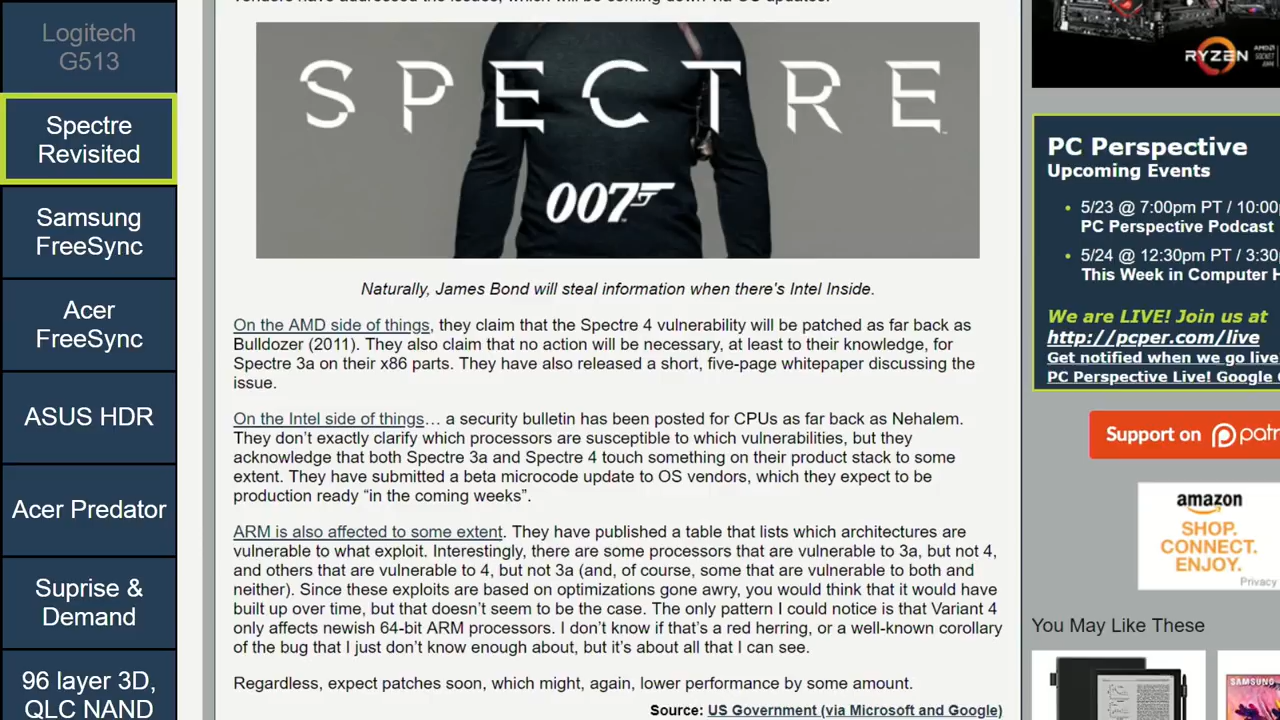 Logitech
G513
Spectre
Revisited
Samsung
FreeSync
Acer
FreeSync
ASUS HDR
Acer Predator
Suprise &
Demand
96 layer 3D,
QLC NAND
SPECTRE
007
Naturally, James Bond will steal information when there's Intel Inside.
On the AMD side of things, they claim that the Spectre 4 vulnerability will be patched as far back as
Bulldozer (2011). They also claim that no action will be necessary, at least to their knowledge, for
Spectre 3a on their x86 parts. They have also released a short, five-page whitepaper discussing the
issue.
On the Intel side of things… a security bulletin has been posted for CPUs as far back as Nehalem.
They don’t exactly clarify which processors are susceptible to which vulnerabilities, but they
acknowledge that both Spectre 3a and Spectre 4 touch something on their product stack to some
extent. They have submitted a beta microcode update to OS vendors, which they expect to be
production ready “in the coming weeks”.
ARM is also affected to some extent. They have published a table that lists which architectures are
vulnerable to what exploit. Interestingly, there are some processors that are vulnerable to 3a, but not 4,
and others that are vulnerable to 4, but not 3a (and, of course, some that are vulnerable to both and
neither). Since these exploits are based on optimizations gone awry, you would think that it would have
built up over time, but that doesn’t seem to be the case. The only pattern I could notice is that Variant 4
only affects newish 64-bit ARM processors. I don’t know if that’s a red herring, or a well-known corollary
of the bug that I just don’t know enough about, but it’s about all that I can see.
Regardless, expect patches soon, which might, again, lower performance by some amount.
Source: US Government (via Microsoft and Google)
RYZEN
AMD
SOCKET
AM4
PC Perspective
Upcoming Events
5/23 @ 7:00pm PT / 10:00
PC Perspective Podcast
5/24 @ 12:30pm PT / 3:30
This Week in Computer H
We are LIVE! Join us at
http://pcper.com/live
Get notified when we go live
PC Perspective Live! Google
Support on patr
amazon
SHOP.
CONNECT.
ENJOY.
Privacy
You May Like These
SAMSUNG